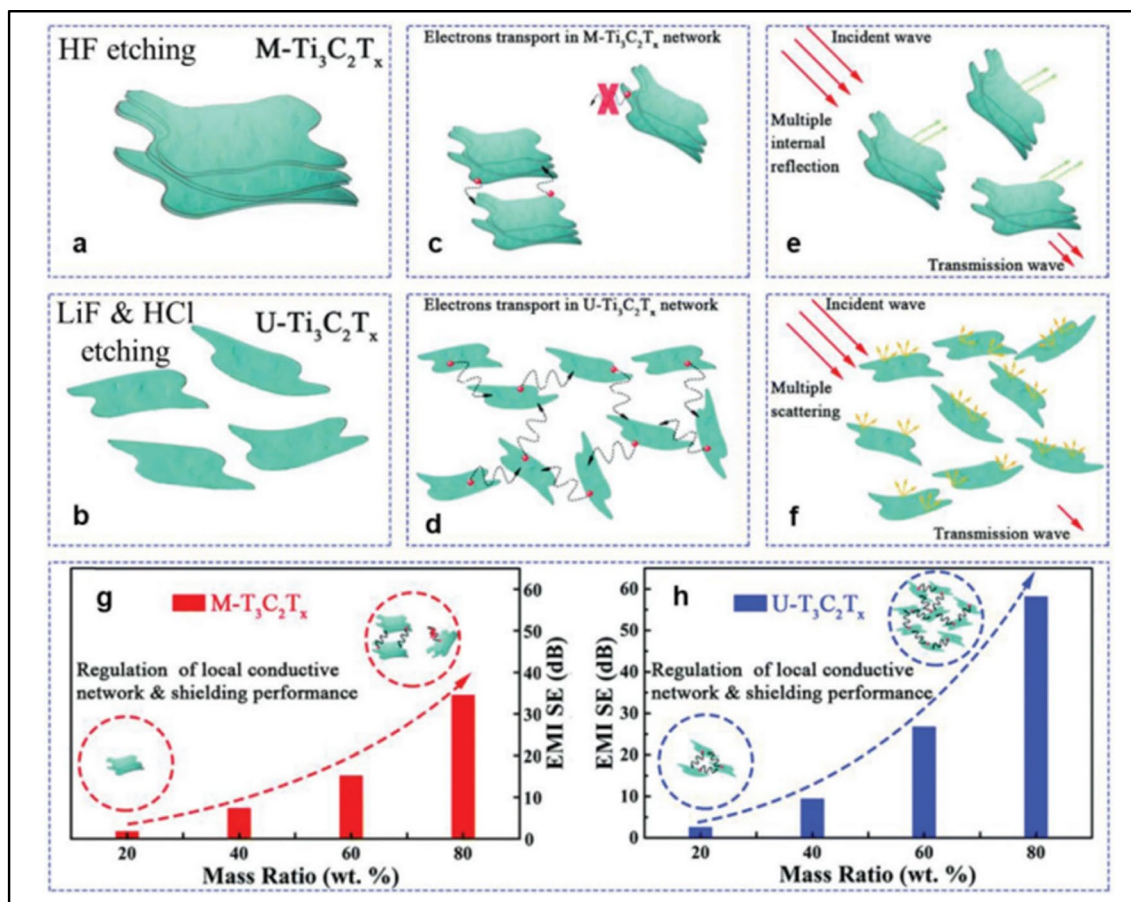 HF etching
M-Ti₃C₂Tₓ
a
Electrons transport in M-Ti₃C₂Tₓ network
X
c
Incident wave
Multiple
internal
reflection
e
Transmission wave
LiF & HCl
etching
U-Ti₃C₂Tₓ
b
Electrons transport in U-Ti₃C₂Tₓ network
d
Incident wave
Multiple
scattering
f
Transmission wave
g
M-T₃C₂Tₓ
Regulation of local conductive
network & shielding performance
60
50
40
30
20
10
0
EMI SE (dB)
20 40 60 80
Mass Ratio (wt. %)
h
U-T₃C₂Tₓ
Regulation of local conductive
network & shielding performance
60
50
40
30
20
10
0
EMI SE (dB)
20 40 60 80
Mass Ratio (wt. %)